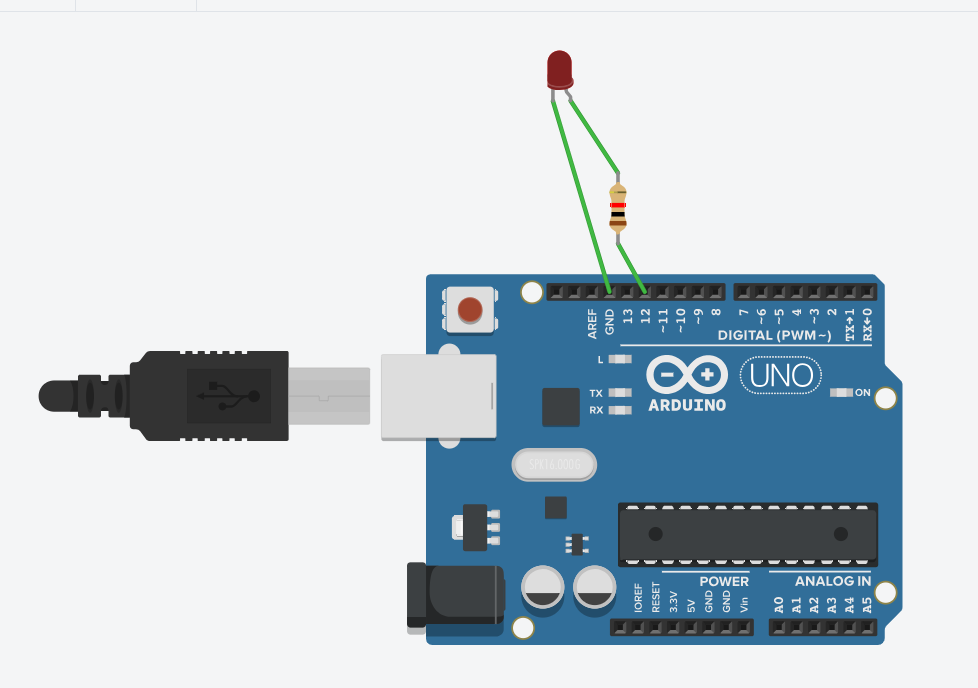 AREF
GND
13
12
~11
~10
~9
8
7
~6
~5
4
~3
2
TX→1
RX←0
DIGITAL (PWM~)
L
TX
RX
UNO
ARDUINO
ON
SPK16.000G
POWER
ANALOG IN
IOREF
RESET
3.3V
5V
GND
GND
Vin
A0
A1
A2
A3
A4
A5